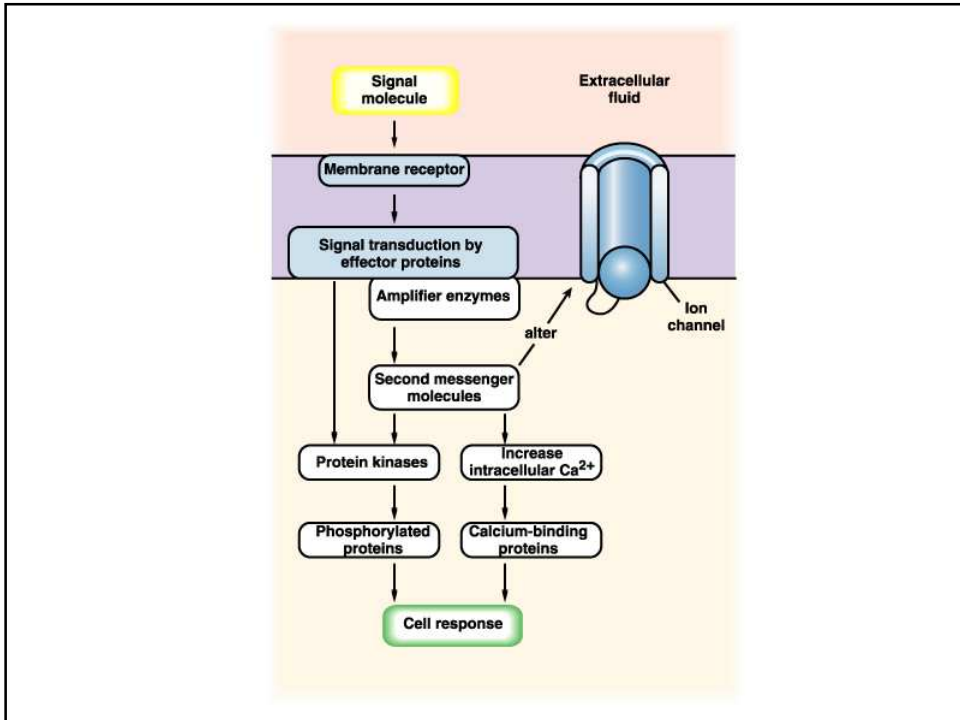 Signal
molecule
Extracellular
fluid
Membrane receptor
Signal transduction by
effector proteins
Amplifier enzymes
Ion
channel
alter
Second messenger
molecules
Protein kinases
Increase
intracellular Ca²⁺
Phosphorylated
proteins
Calcium-binding
proteins
Cell response